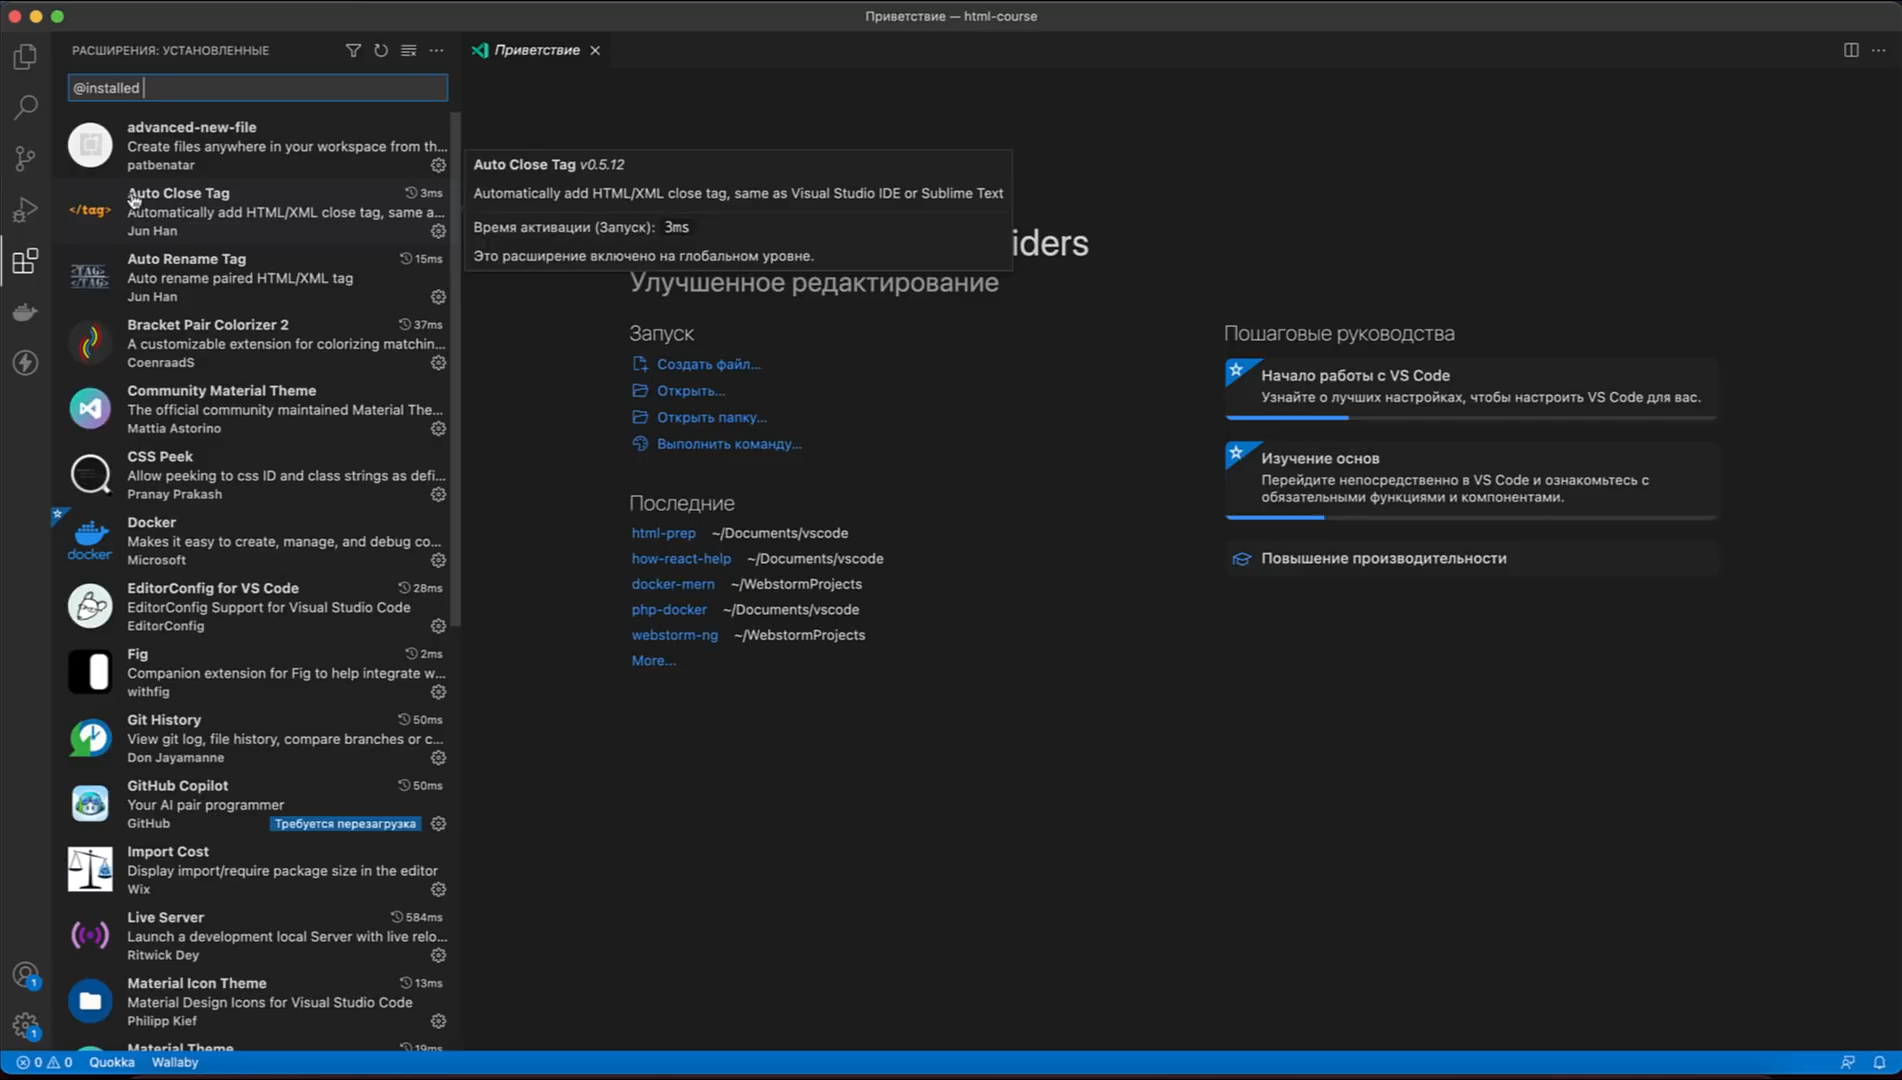 Приветствие — html-course
РАСШИРЕНИЯ: УСТАНОВЛЕННЫЕ
@installed
advanced-new-file
Create files anywhere in your workspace from th...
patbenatar
</tag>
Auto Close Tag
3ms
Automatically add HTML/XML close tag, same a...
Jun Han
Auto Rename Tag
15ms
Auto rename paired HTML/XML tag
Jun Han
Bracket Pair Colorizer 2
37ms
A customizable extension for colorizing matchin...
CoenraadS
Community Material Theme
The official community maintained Material The...
Mattia Astorino
CSS Peek
Allow peeking to css ID and class strings as defi...
Pranay Prakash
docker
Docker
Makes it easy to create, manage, and debug co...
Microsoft
EditorConfig for VS Code
28ms
EditorConfig Support for Visual Studio Code
EditorConfig
Fig
2ms
Companion extension for Fig to help integrate w...
withfig
Git History
50ms
View git log, file history, compare branches or c...
Don Jayamanne
GitHub Copilot
50ms
Your AI pair programmer
GitHub
Требуется перезагрузка
Import Cost
Display import/require package size in the editor
Wix
Live Server
584ms
Launch a development local Server with live relo...
Ritwick Dey
Material Icon Theme
13ms
Material Design Icons for Visual Studio Code
Philipp Kief
Material Theme
19ms
Приветствие
Auto Close Tag v0.5.12
Automatically add HTML/XML close tag, same as Visual Studio IDE or Sublime Text
Время активации (Запуск): 3ms
Это расширение включено на глобальном уровне.
iders
Улучшенное редактирование
Запуск
Создать файл...
Открыть...
Открыть папку...
Выполнить команду...
Последние
html-prep ~/Documents/vscode
how-react-help ~/Documents/vscode
docker-mern ~/WebstormProjects
php-docker ~/Documents/vscode
webstorm-ng ~/WebstormProjects
More...
Пошаговые руководства
Начало работы с VS Code
Узнайте о лучших настройках, чтобы настроить VS Code для вас.
Изучение основ
Перейдите непосредственно в VS Code и ознакомьтесь с
обязательными функциями и компонентами.
Повышение производительности
1
1
0 0 Quokka Wallaby